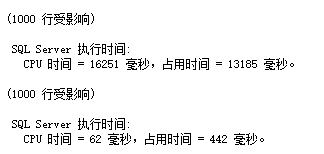 (1000 行受影响)
SQL Server 执行时间:
CPU 时间 = 16251 毫秒，占用时间 = 13185 毫秒。
(1000 行受影响)
SQL Server 执行时间:
CPU 时间 = 62 毫秒，占用时间 = 442 毫秒。